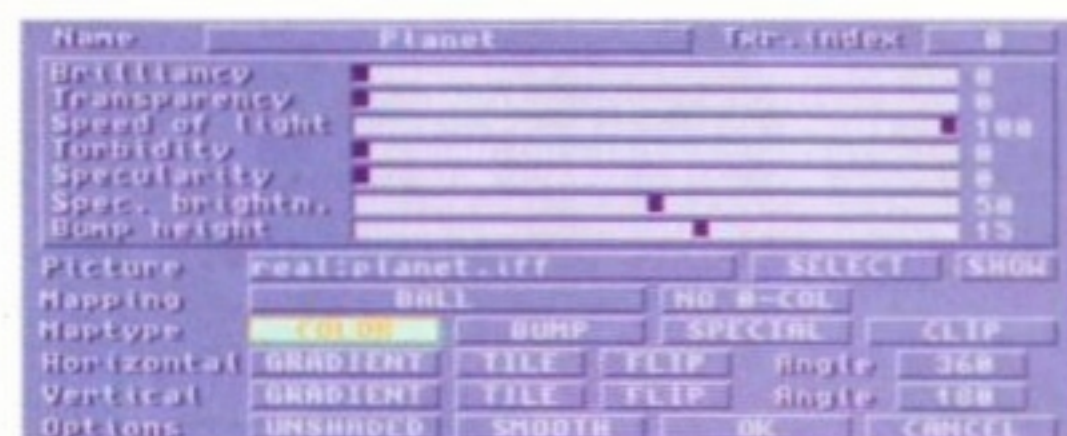 Name Planet Txr.index 0
Brilliancy 0
Transparency 0
Speed of light 100
Turbidity 0
Specularity 0
Spec. brightn. 50
Bump height 15
Picture real:planet.iff SELECT SHOW
Mapping BALL NO 0-COL
Maptype COLOR BUMP SPECIAL CLIP
Horizontal GRADIENT TILE FLIP Angle 360
Vertical GRADIENT TILE FLIP Angle 180
Options UNSHADED SMOOTH OK CANCEL